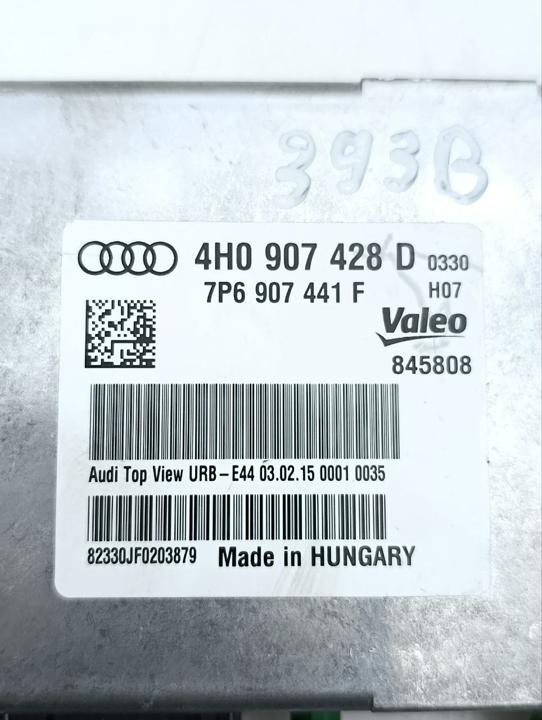 393B
4H0 907 428 D 0330
7P6 907 441 F H07
Valeo
845808
Audi Top View URB-E44 03.02.15 0001 0035
82330JF0203879 Made in HUNGARY